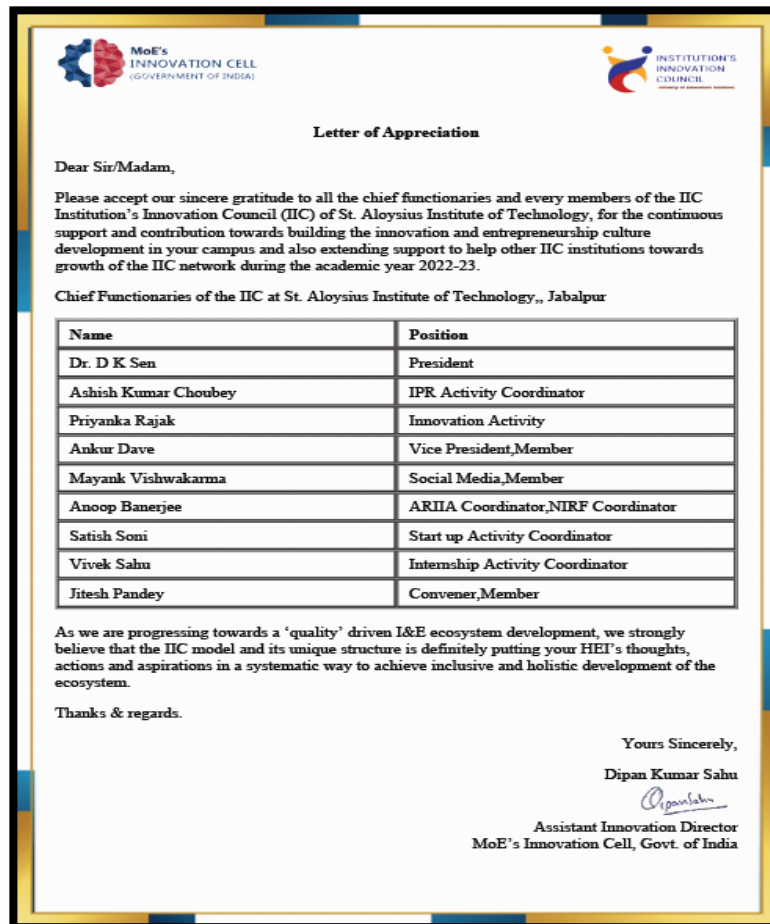 MoE's
INNOVATION CELL
(GOVERNMENT OF INDIA)
INSTITUTION'S
INNOVATION
COUNCIL
Letter of Appreciation
Dear Sir/Madam,
Please accept our sincere gratitude to all the chief functionaries and every members of the IIC
Institution's Innovation Council (IIC) of St. Aloysius Institute of Technology, for the continuous
support and contribution towards building the innovation and entrepreneurship culture
development in your campus and also extending support to help other IIC institutions towards
growth of the IIC network during the academic year 2022-23.
Chief Functionaries of the IIC at St. Aloysius Institute of Technology,, Jabalpur
Name Position
Dr. D K Sen President
Ashish Kumar Choubey IPR Activity Coordinator
Priyanka Rajak Innovation Activity
Ankur Dave Vice President,Member
Mayank Vishwakarma Social Media,Member
Anoop Banerjee ARIIA Coordinator,NIRF Coordinator
Satish Soni Start up Activity Coordinator
Vivek Sahu Internship Activity Coordinator
Jitesh Pandey Convener,Member
As we are progressing towards a ‘quality’ driven I&E ecosystem development, we strongly
believe that the IIC model and its unique structure is definitely putting your HEI's thoughts,
actions and aspirations in a systematic way to achieve inclusive and holistic development of the
ecosystem.
Thanks & regards.
Yours Sincerely,
Dipan Kumar Sahu
DipanSahu
Assistant Innovation Director
MoE's Innovation Cell, Govt. of India